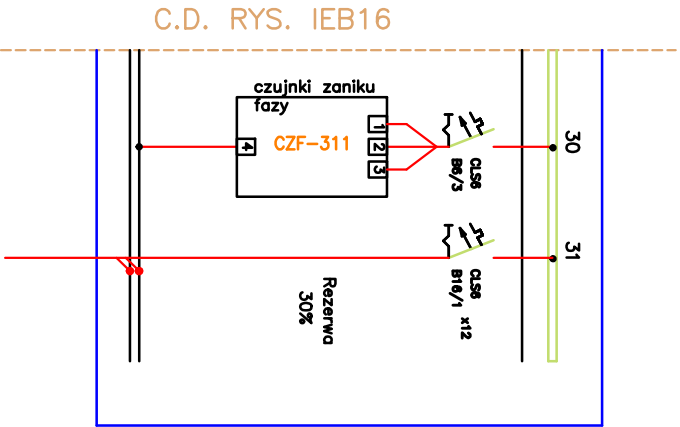 C.D. RYS. IEB16
czujnki zaniku
fazy
1
CZF-311
2
3
4
CLS6
B6/3
30
CLS6
B16/1 x12
31
Rezerwa
30%